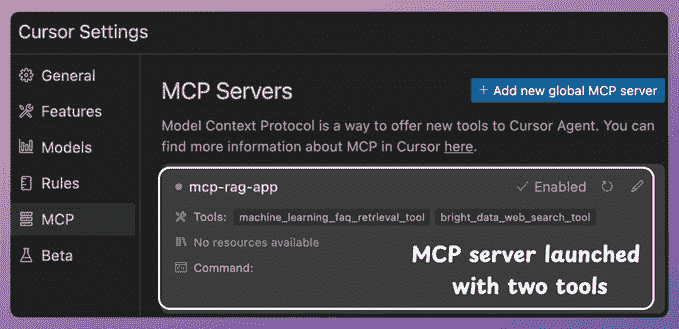 Cursor Settings
General
Features
Models
Rules
MCP
Beta
MCP Servers
+ Add new global MCP server
Model Context Protocol is a way to offer new tools to Cursor Agent. You can
find more information about MCP in Cursor here.
mcp-rag-app
Enabled
Tools: machine_learning_faq_retrieval_tool bright_data_web_search_tool
No resources available
Command:
MCP server launched
with two tools